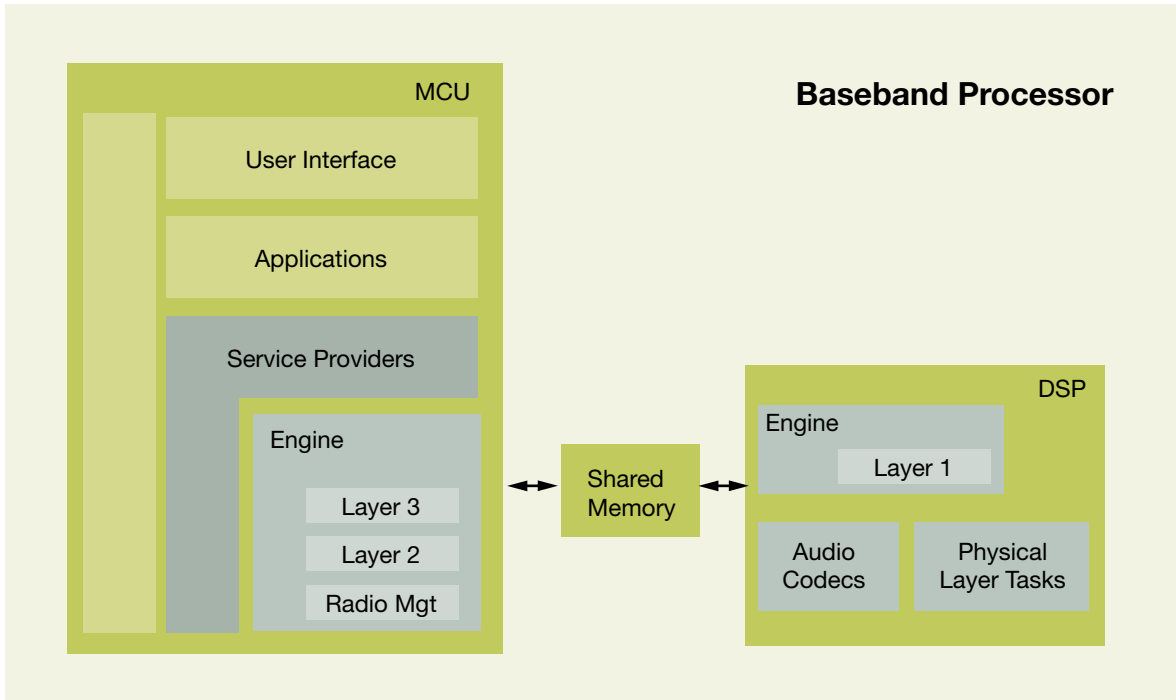 Baseband Processor
MCU
User Interface
Applications
Service Providers
Engine
Layer 3
Layer 2
Radio Mgt
Shared
Memory
DSP
Engine
Layer 1
Audio
Codecs
Physical
Layer Tasks